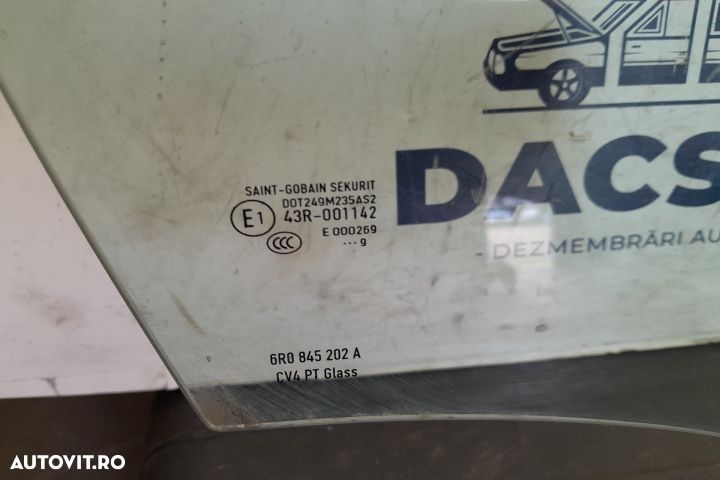 SAINT-GOBAIN SEKURIT
DOT249M235AS2
E1 43R-001142
E 000269
CCC
··· 9
DACS
- DEZMEMBRĂRI AU
6R0 845 202 A
CV4 PT Glass
AUTOVIT.RO